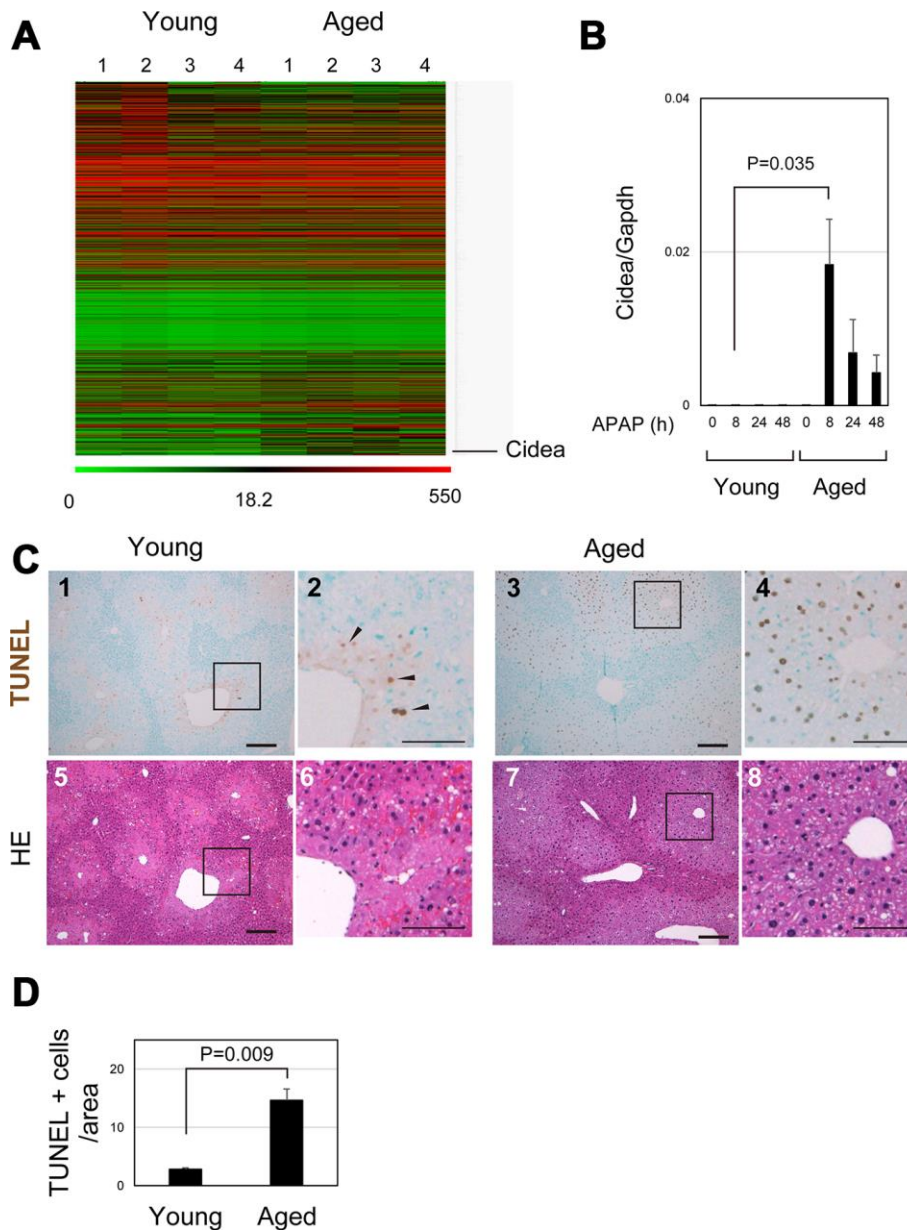 A
Young Aged
1 2 3 4 1 2 3 4
Cidea
0 18.2 550
B
0.04
P=0.035
0.02
Cidea/Gapdh
0
APAP (h) 0 8 24 48 0 8 24 48
Young Aged
C
Young Aged
TUNEL
1 2 3 4
HE
5 6 7 8
D
P=0.009
20
TUNEL + cells
/area
10
0
Young Aged